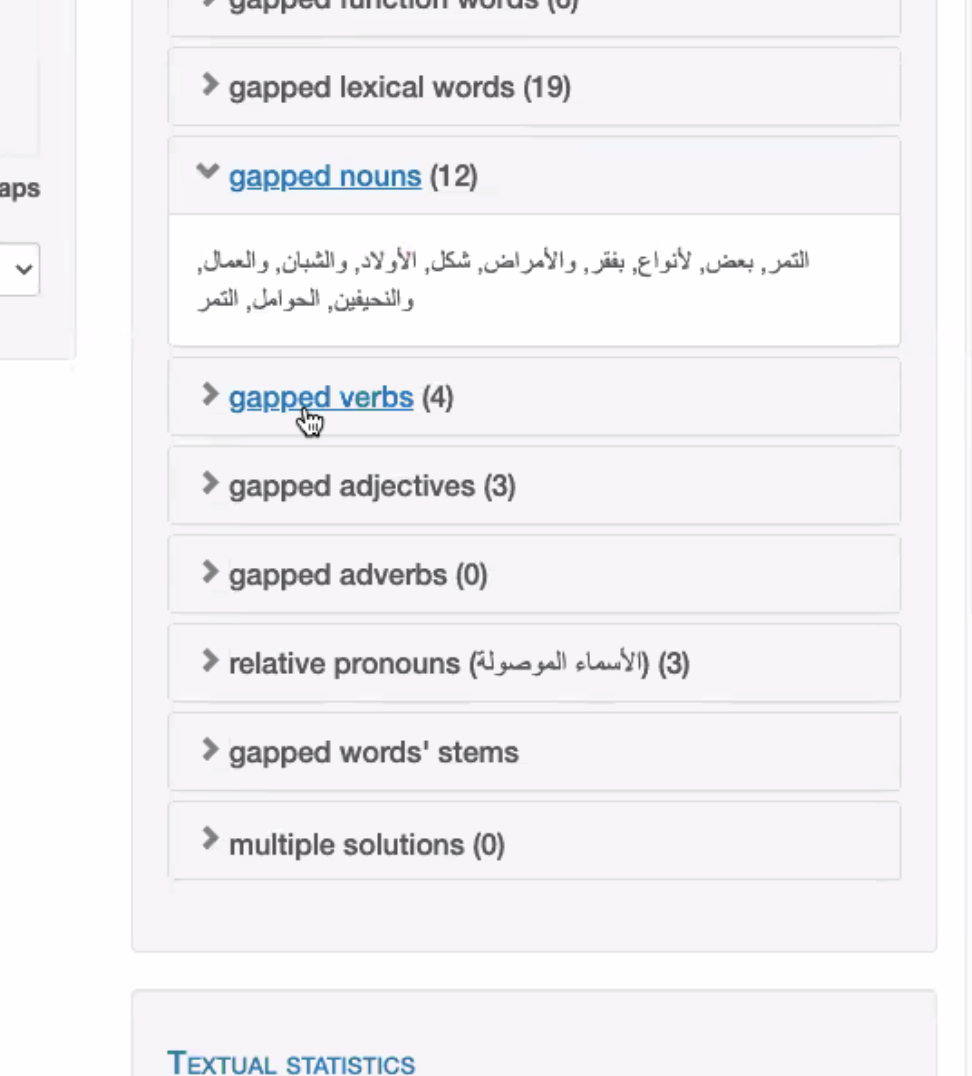 gapped function words (6)
gapped lexical words (19)
aps
gapped nouns (12)
التمر, بعض, لأنواع, بفقر, والأمراض, شكل, الأولاد, والشبان, والعمال,
والنحيفين, الحوامل, التمر
gapped verbs (4)
gapped adjectives (3)
gapped adverbs (0)
relative pronouns (الأسماء الموصولة) (3)
gapped words' stems
multiple solutions (0)
TEXTUAL STATISTICS